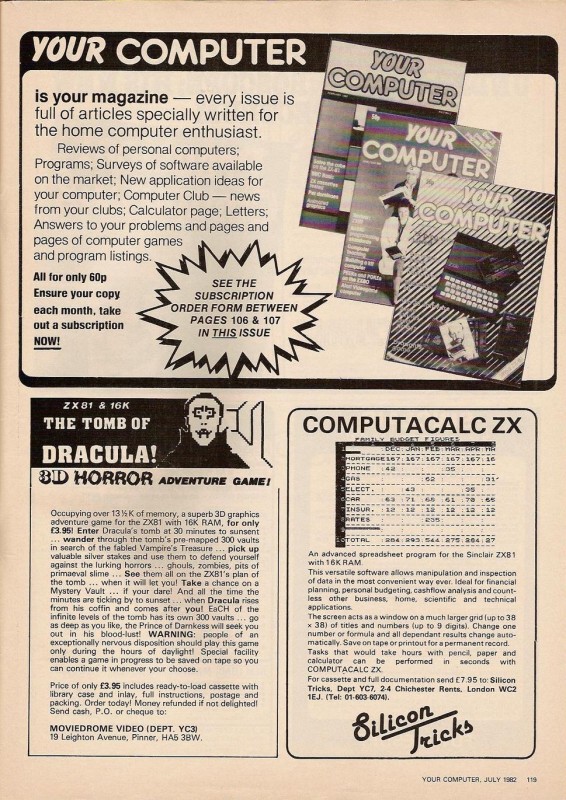 YOUR COMPUTER
is your magazine — every issue is
full of articles specially written for
the home computer enthusiast.
Reviews of personal computers;
Programs; Surveys of software available
on the market; New application ideas for
your computer; Computer Club — news
from your clubs; Calculator page; Letters;
Answers to your problems and pages and
pages of computer games
and program listings.
All for only 60p
Ensure your copy
each month, take
out a subscription
NOW!
SEE THE
SUBSCRIPTION
ORDER FORM BETWEEN
PAGES 106 & 107
IN THIS ISSUE
YOUR
COMPUTER
YOUR
COMPUTER
YOUR
COMPUTER
ZX81 & 16K
THE TOMB OF
DRACULA!
3D HORROR ADVENTURE GAME!
Occupying over 13½K of memory, a superb 3D graphics
adventure game for the ZX81 with 16K RAM, for only
£3.95! Enter Dracula's tomb at 30 minutes to sunset
... wander through the tomb's pre-mapped 300 vaults
in search of the fabled Vampire's Treasure ... pick up
valuable silver stakes and use them to defend yourself
against the lurking horrors ... ghouls, zombies, pits of
primaeval slime ... See them all on the ZX81's plan of
the tomb ... when it will let you! Take a chance on a
Mystery Vault ... if your dare! And all the time the
minutes are ticking by to sunset ... when Dracula rises
from his coffin and comes after you! EaCH of the
infinite levels of the tomb has its own 300 vaults ... go
as deep as you like, the Prince of Darnkess will seek you
out in his blood-lust! WARNING: people of an
exceptionally nervous disposition should play this game
only during the hours of daylight! Special facility
enables a game in progress to be saved on tape so you
can continue it whenever your choose.
Price of only £3.95 includes ready-to-load cassette with
library case and inlay, full instructions, postage and
packing. Order today! Money refunded if not delighted!
Send cash, P.O. or cheque to:
MOVIEDROME VIDEO (DEPT. YC3)
19 Leighton Avenue, Pinner, HA5 3BW.
COMPUTACALC ZX
FAMILY BUDGET FIGURES
DEC JAN FEB MAR APR MA
MORTGAGE 167 167 167 167 167 16
PHONE 42 35
GAS 62 31
ELECT. 43 35
CAR 63 71 68 61 70 65
INSUR. 12 12 12 12 12 12
RATES 235
TOTAL 284 293 544 275 284 27
An advanced spreadsheet program for the Sinclair ZX81
with 16K RAM.
This versatile software allows manipulation and inspection
of data in the most convenient way ever. Ideal for financial
planning, personal budgeting, cashflow analysis and count-
less other business, home, scientific and technical
applications.
The screen acts as a window on a much larger grid (up to 38
x 38) of titles and numbers (up to 9 digits). Change one
number or formula and all dependant results change auto-
matically. Save on tape or printout for a permanent record.
Tasks that would take hours with pencil, paper and
calculator can be performed in seconds with
COMPUTACALC ZX.
For cassette and full documentation send £7.95 to: Silicon
Tricks, Dept YC7, 2-4 Chichester Rents, London WC2
1EJ. (Tel: 01-603-6074).
Silicon
Tricks
YOUR COMPUTER, JULY 1982 119